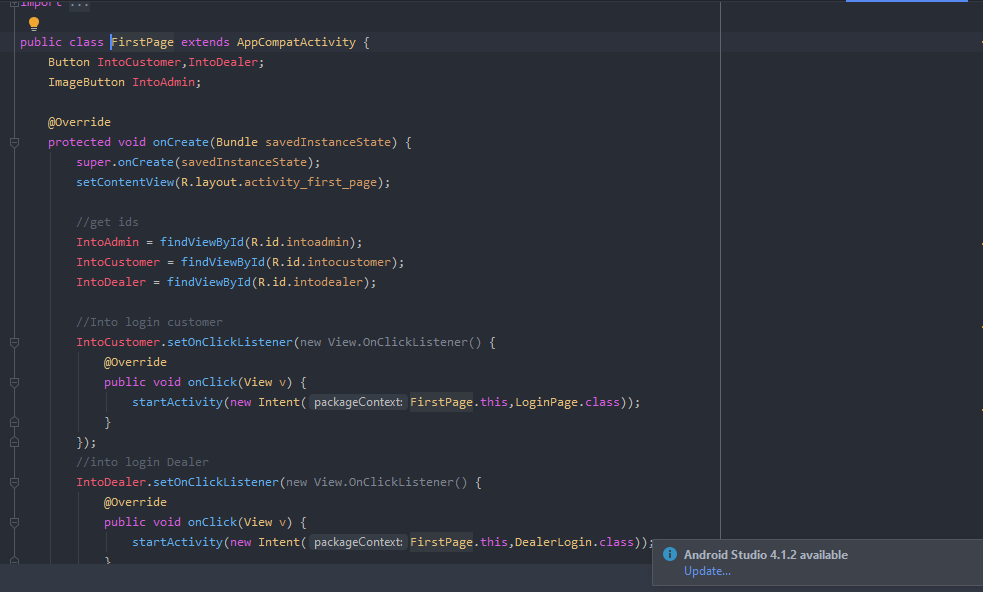 import ...
public class FirstPage extends AppCompatActivity {
Button IntoCustomer,IntoDealer;
ImageButton IntoAdmin;
@Override
protected void onCreate(Bundle savedInstanceState) {
super.onCreate(savedInstanceState);
setContentView(R.layout.activity_first_page);
//get ids
IntoAdmin = findViewById(R.id.intoadmin);
IntoCustomer = findViewById(R.id.intocustomer);
IntoDealer = findViewById(R.id.intodealer);
//Into login customer
IntoCustomer.setOnClickListener(new View.OnClickListener() {
@Override
public void onClick(View v) {
startActivity(new Intent( packageContext: FirstPage.this,LoginPage.class));
}
});
//into login Dealer
IntoDealer.setOnClickListener(new View.OnClickListener() {
@Override
public void onClick(View v) {
startActivity(new Intent( packageContext: FirstPage.this,DealerLogin.class));
}
Android Studio 4.1.2 available
Update...